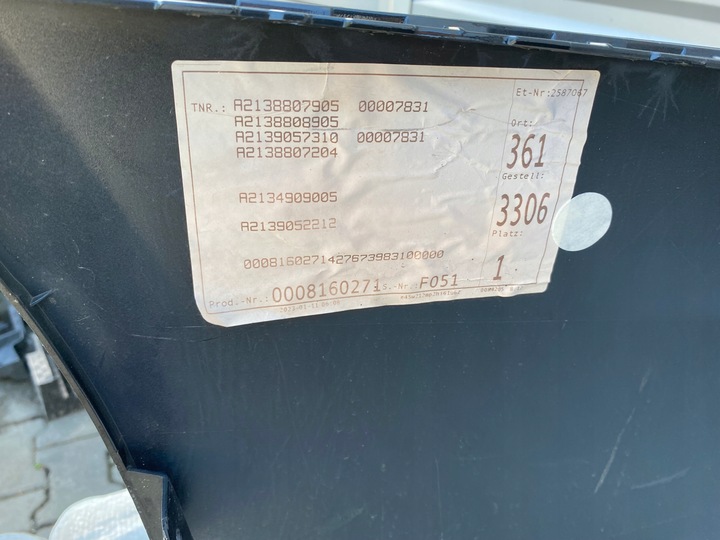 Et-Nr:2587067
TNR.: A2138807905 00007831
A2138808905
A2139057310 00007831
A2138807204
Ort:
361
Gestell:
A2134909005
3306
A2139052212
Platz:
0008160271427673983100000
1
Prod.-Nr.: 0008160271 S.-Nr.: F051